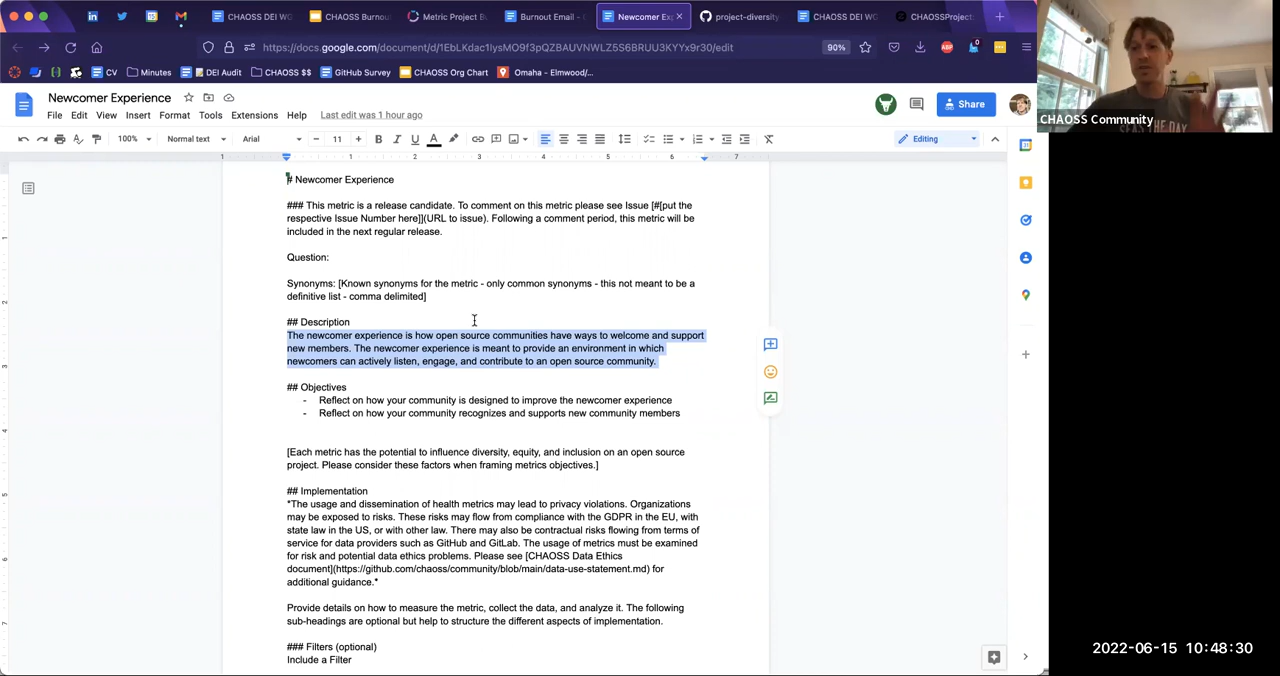 CHAOSS DEI WG
CHAOSS Burnou
Metric Project Bu
Burnout Email -
Newcomer Exp
project-diversity
CHAOSS DEI WG
CHAOSSProject
https://docs.google.com/document/d/1EbLKdac1IysMO9f3pQZBAUVNWLZ5S6BRUU3KYYx9r30/edit
90%
ABP
CV
Minutes
DEI Audit
CHAOSS $$
GitHub Survey
CHAOSS Org Chart
Omaha - Elmwood/...
Newcomer Experience
File Edit View Insert Format Tools Extensions Help
Last edit was 1 hour ago
Share
100%
Normal text
Arial
11
Editing
# Newcomer Experience
### This metric is a release candidate. To comment on this metric please see Issue [#[put the
respective Issue Number here]](URL to issue). Following a comment period, this metric will be
included in the next regular release.
Question:
Synonyms: [Known synonyms for the metric - only common synonyms - this not meant to be a
definitive list - comma delimited]
## Description
The newcomer experience is how open source communities have ways to welcome and support
new members. The newcomer experience is meant to provide an environment in which
newcomers can actively listen, engage, and contribute to an open source community.
## Objectives
- Reflect on how your community is designed to improve the newcomer experience
- Reflect on how your community recognizes and supports new community members
[Each metric has the potential to influence diversity, equity, and inclusion on an open source
project. Please consider these factors when framing metrics objectives.]
## Implementation
*The usage and dissemination of health metrics may lead to privacy violations. Organizations
may be exposed to risks. These risks may flow from compliance with the GDPR in the EU, with
state law in the US, or with other law. There may also be contractual risks flowing from terms of
service for data providers such as GitHub and GitLab. The usage of metrics must be examined
for risk and potential data ethics problems. Please see [CHAOSS Data Ethics
document](https://github.com/chaoss/community/blob/main/data-use-statement.md) for
additional guidance.*
Provide details on how to measure the metric, collect the data, and analyze it. The following
sub-headings are optional but help to structure the different aspects of implementation.
### Filters (optional)
Include a Filter
CHAOSS Community
SEAS THE DAY
2022-06-15 10:48:30